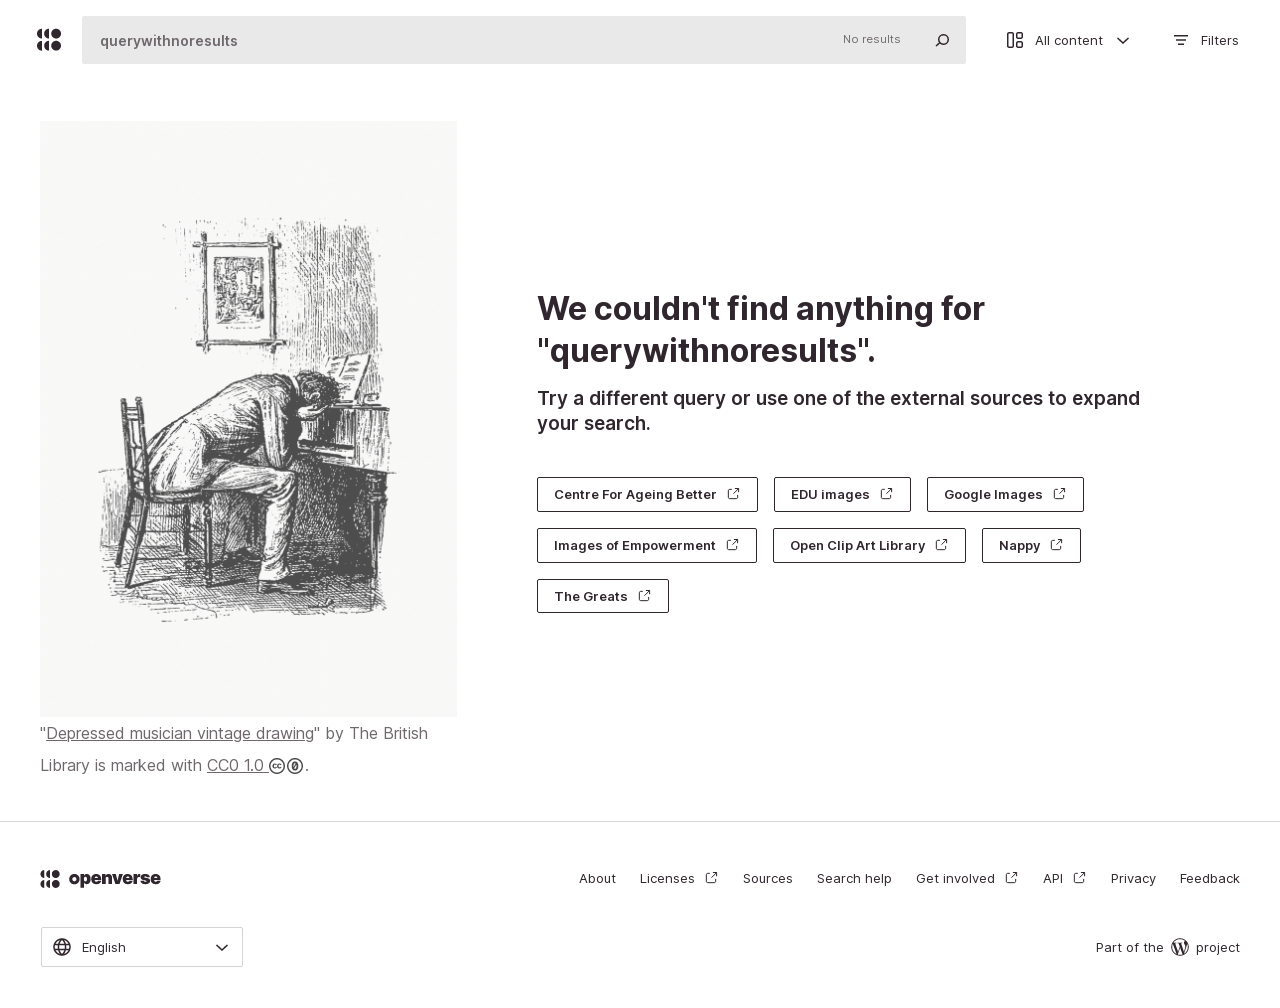 querywithnoresults
No results
All content
Filters
We couldn't find anything for
"querywithnoresults".
Try a different query or use one of the external sources to expand
your search.
Centre For Ageing Better
EDU images
Google Images
Images of Empowerment
Open Clip Art Library
Nappy
The Greats
"Depressed musician vintage drawing" by The British
Library is marked with CC0 1.0 .
openverse
About
Licenses
Sources
Search help
Get involved
API
Privacy
Feedback
English
Part of the
project